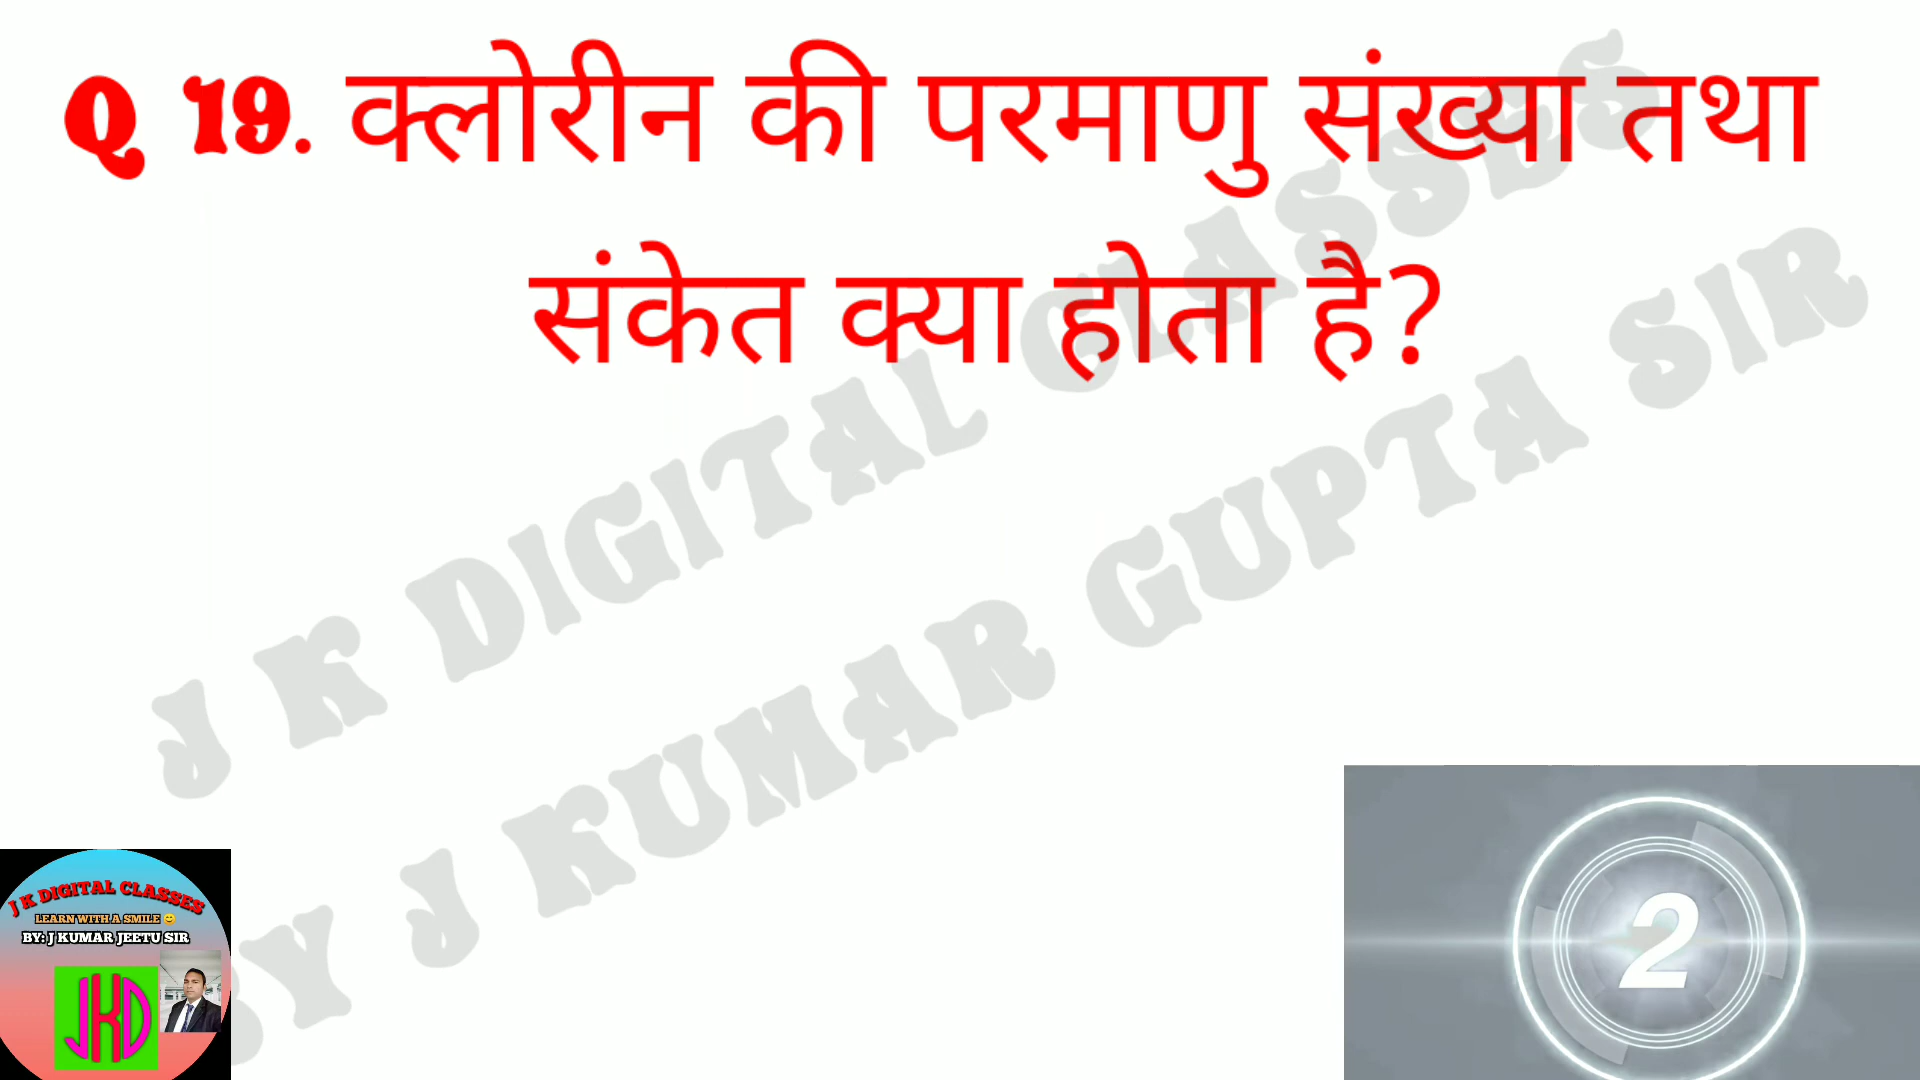 Q 19. क्लोरीन की परमाणु संख्या तथा
संकेत क्या होता है?
J K DIGITAL CLASSES
BY J KUMAR GUPTA SIR
J K DIGITAL CLASSES
LEARN WITH A SMILE 😊
BY: J KUMAR JEETU SIR
JKD
2